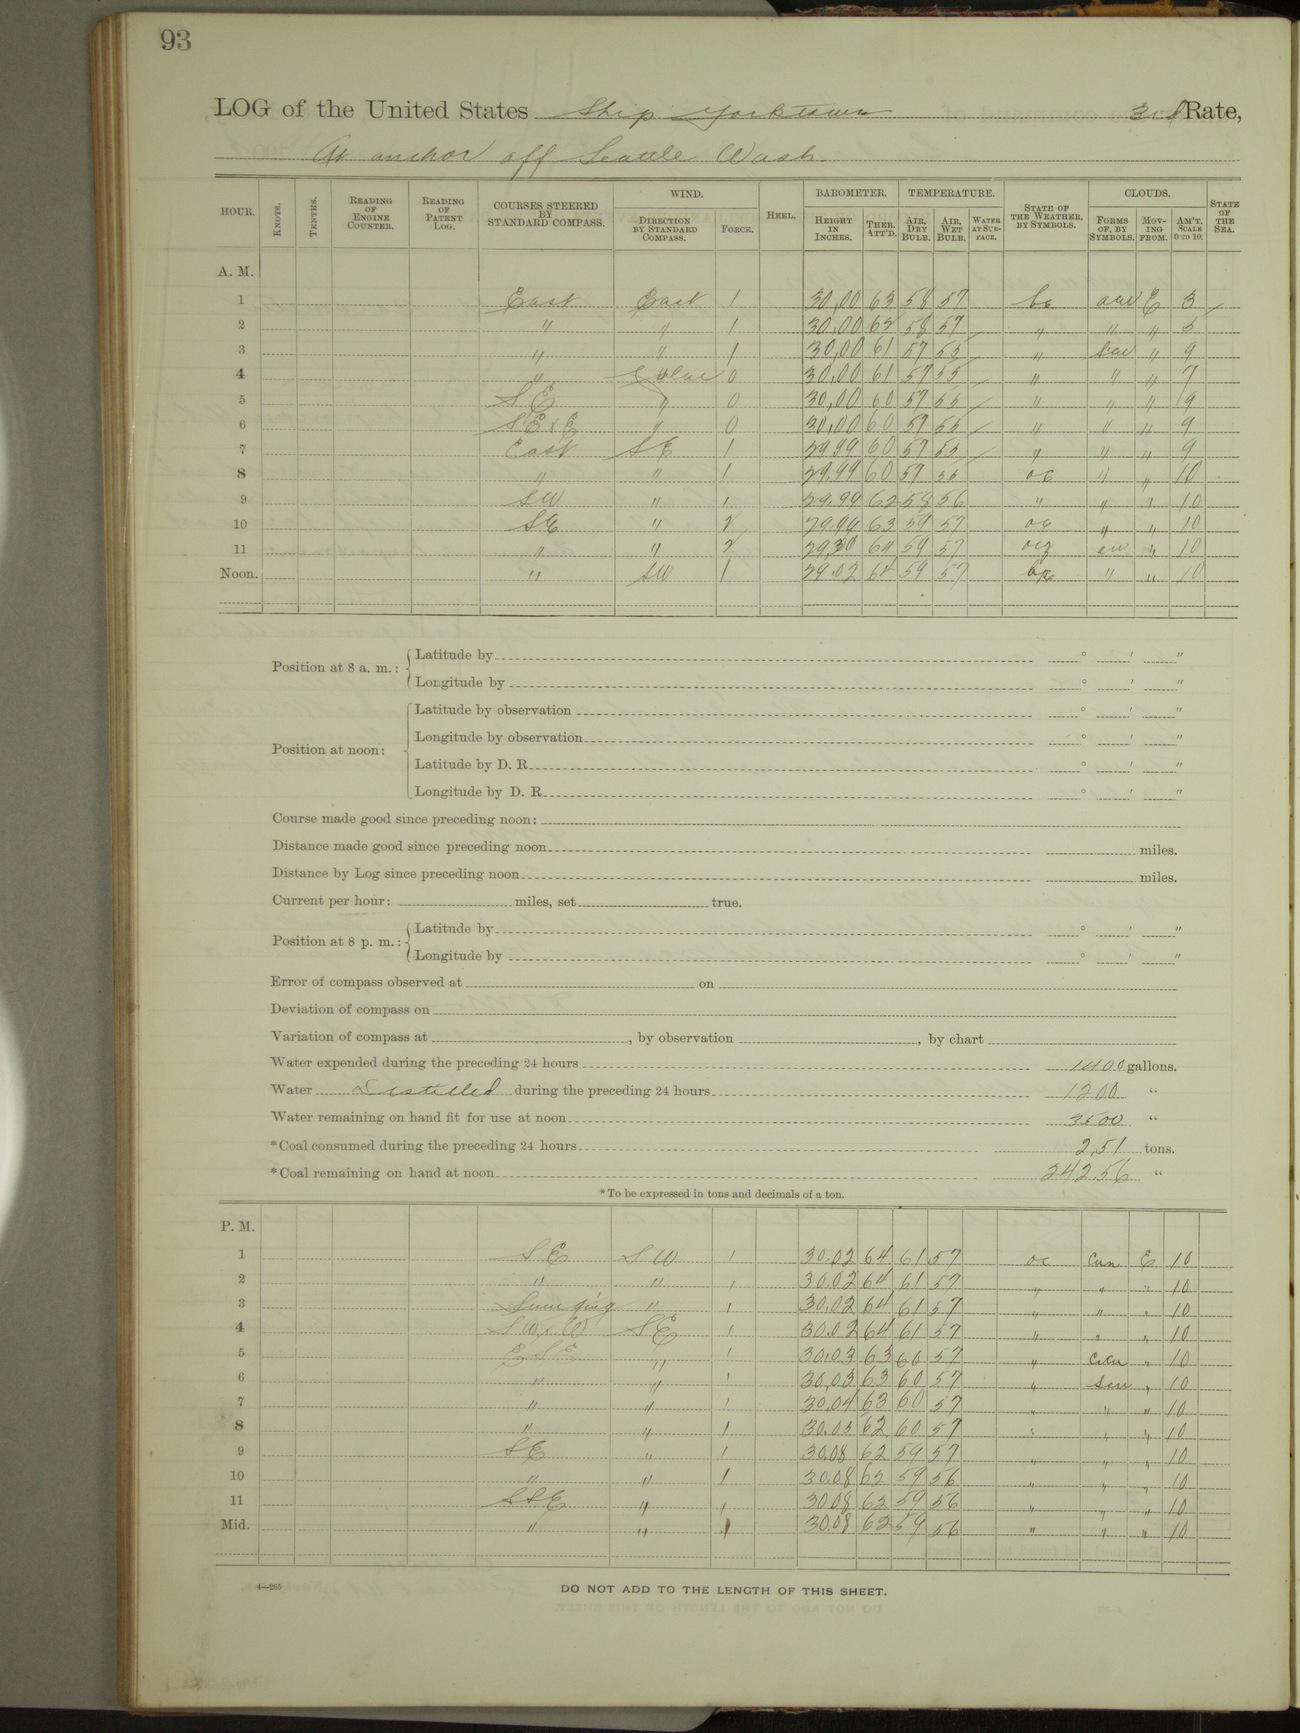 93
LOG of the United States Ship Yorktown 3rd Rate,
At anchor off Seattle Wash.
HOUR. KNOTS. TENTHS. READING OF ENGINE COUNTER. READING OF PATENT LOG. COURSES STEERED BY STANDARD COMPASS. WIND. DIRECTION BY STANDARD COMPASS. FORCE. HEEL. BAROMETER. HEIGHT IN INCHES. THER. ATT'D. TEMPERATURE. AIR, DRY BULB. AIR, WET BULB. WATER AT SURFACE. STATE OF THE WEATHER, BY SYMBOLS. CLOUDS. FORMS OF, BY SYMBOLS. MOVING FROM. AM'T. SCALE 0 TO 10. STATE OF THE SEA.
A. M.
1 East East 1 30,00 63 58 57 bc E 3
2 " " 1 30,00 62 58 57 " " " 5
3 " " 1 30,00 61 57 55 " " 9
4 " 0 30,00 61 57 55 " " " 7
5 SE " 0 30,00 60 57 55 " " " 9
6 SExE " 0 30,00 60 57 55 " " " 9
7 East SE 1 29.99 60 57 55 " " " 9
8 " " 1 29.99 60 57 55 oc " " 10
9 SW " 1 29.99 62 58 56 " " " 10
10 SE " 2 63 59 57 oc " " 10
11 " " 2 64 59 57 " 10
Noon. " SW 1 29.02 64 59 57 " " 10
Position at 8 a. m.: Latitude by ° ' "
Longitude by ° ' "
Position at noon: Latitude by observation ° ' "
Longitude by observation ° ' "
Latitude by D. R. ° ' "
Longitude by D. R. ° ' "
Course made good since preceding noon:
Distance made good since preceding noon miles.
Distance by Log since preceding noon miles.
Current per hour: miles, set true.
Position at 8 p. m.: Latitude by ° ' "
Longitude by ° ' "
Error of compass observed at on
Deviation of compass on
Variation of compass at , by observation , by chart
Water expended during the preceding 24 hours 1400 gallons.
Water Distilled during the preceding 24 hours 1200 "
Water remaining on hand fit for use at noon 3500 "
*Coal consumed during the preceding 24 hours 2.51 tons.
*Coal remaining on hand at noon 242.56 "
*To be expressed in tons and decimals of a ton.
P. M.
1 SE SW 1 30.02 64 61 57 oc Cum E 10
2 " " 1 30.02 64 61 57 " " " 10
3 Swinging " 1 30.02 64 61 57 " " " 10
4 SWxW SE 1 30.02 64 61 57 " " " 10
5 ESE " 1 30.03 63 60 57 " " 10
6 " " 1 30.03 63 60 57 " " 10
7 " " 1 30.04 63 60 57 " " " 10
8 " " 1 30.05 62 60 57 " " " 10
9 SE " 1 30.08 62 59 57 " " " 10
10 " " 1 30.08 62 59 56 " " " 10
11 SSE " 1 30.08 62 59 56 " " " 10
Mid. " " 1 30.08 62 59 56 " " " 10
4—265
DO NOT ADD TO THE LENGTH OF THIS SHEET.